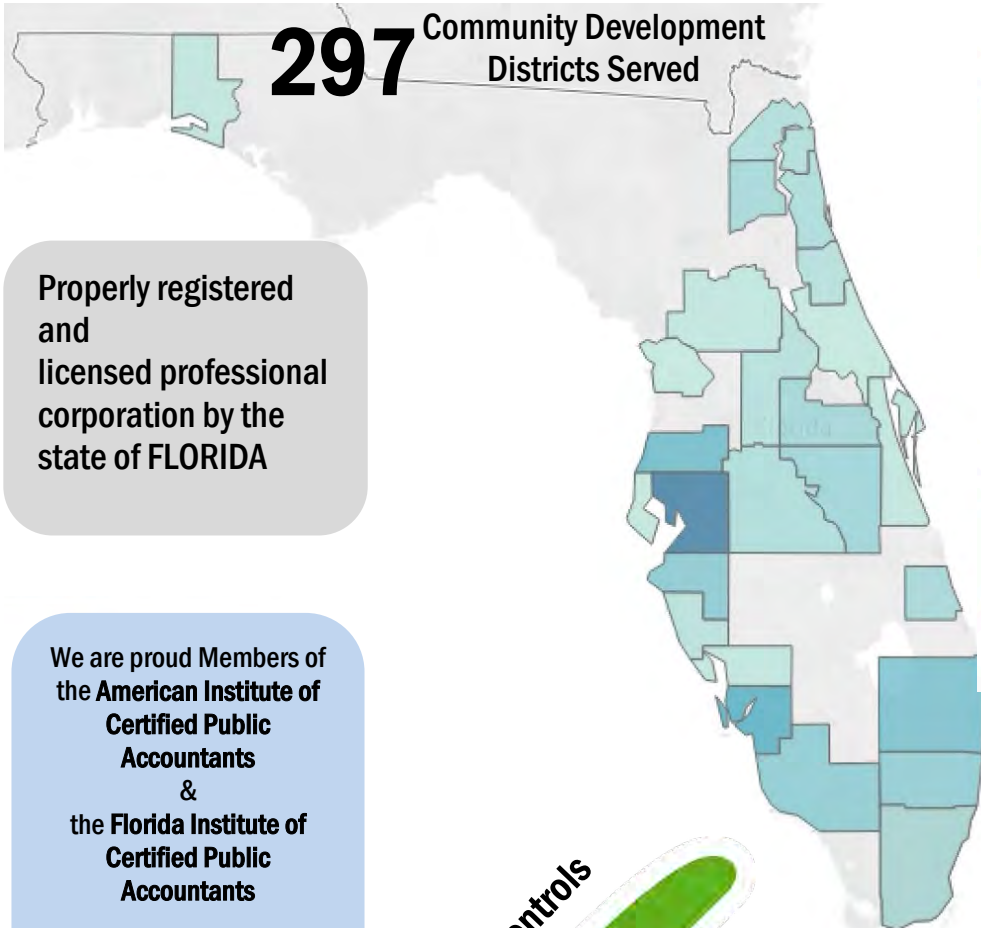 297
Community Development
Districts Served
Properly registered
and
licensed professional
corporation by the
state of FLORIDA
We are proud Members of
the American Institute of
Certified Public
Accountants
&
the Florida Institute of
Certified Public
Accountants